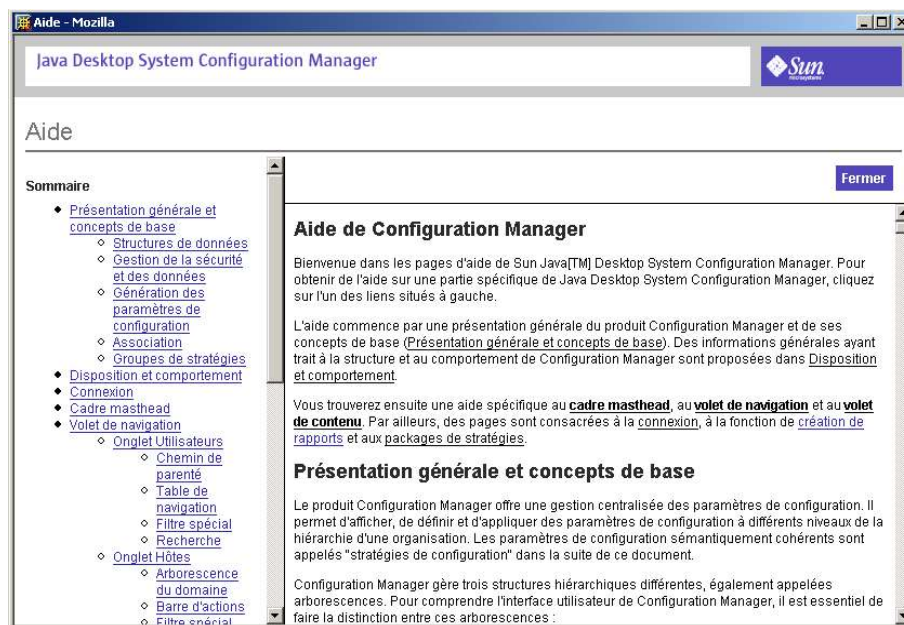 Aide - Mozilla
Java Desktop System Configuration Manager
Sun
microsystems
Aide
Sommaire
Présentation générale et
concepts de base
Structures de données
Gestion de la sécurité
et des données
Génération des
paramètres de
configuration
Association
Groupes de stratégies
Disposition et comportement
Connexion
Cadre masthead
Volet de navigation
Onglet Utilisateurs
Chemin de
parenté
Table de
navigation
Filtre spécial
Recherche
Onglet Hôtes
Arborescence
du domaine
Barre d'actions
Filtre spécial
Fermer
Aide de Configuration Manager
Bienvenue dans les pages d'aide de Sun Java[TM] Desktop System Configuration Manager. Pour
obtenir de l'aide sur une partie spécifique de Java Desktop System Configuration Manager, cliquez
sur l'un des liens situés à gauche.
L'aide commence par une présentation générale du produit Configuration Manager et de ses
concepts de base (Présentation générale et concepts de base). Des informations générales ayant
trait à la structure et au comportement de Configuration Manager sont proposées dans Disposition
et comportement.
Vous trouverez ensuite une aide spécifique au cadre masthead, au volet de navigation et au volet
de contenu. Par ailleurs, des pages sont consacrées à la connexion, à la fonction de création de
rapports et aux packages de stratégies.
Présentation générale et concepts de base
Le produit Configuration Manager offre une gestion centralisée des paramètres de configuration. Il
permet d'afficher, de définir et d'appliquer des paramètres de configuration à différents niveaux de la
hiérarchie d'une organisation. Les paramètres de configuration sémantiquement cohérents sont
appelés "stratégies de configuration" dans la suite de ce document.
Configuration Manager gère trois structures hiérarchiques différentes, également appelées
arborescences. Pour comprendre l'interface utilisateur de Configuration Manager, il est essentiel de
faire la distinction entre ces arborescences :